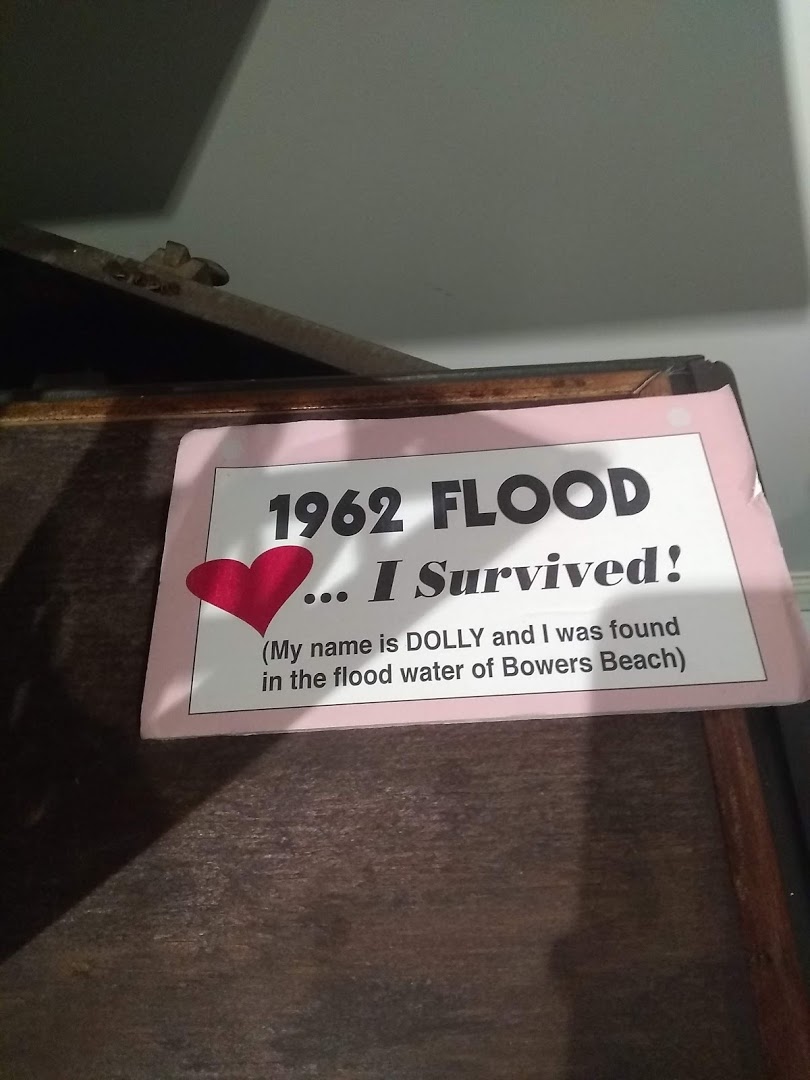 1962 FLOOD
... I Survived!
(My name is DOLLY and I was found
in the flood water of Bowers Beach)